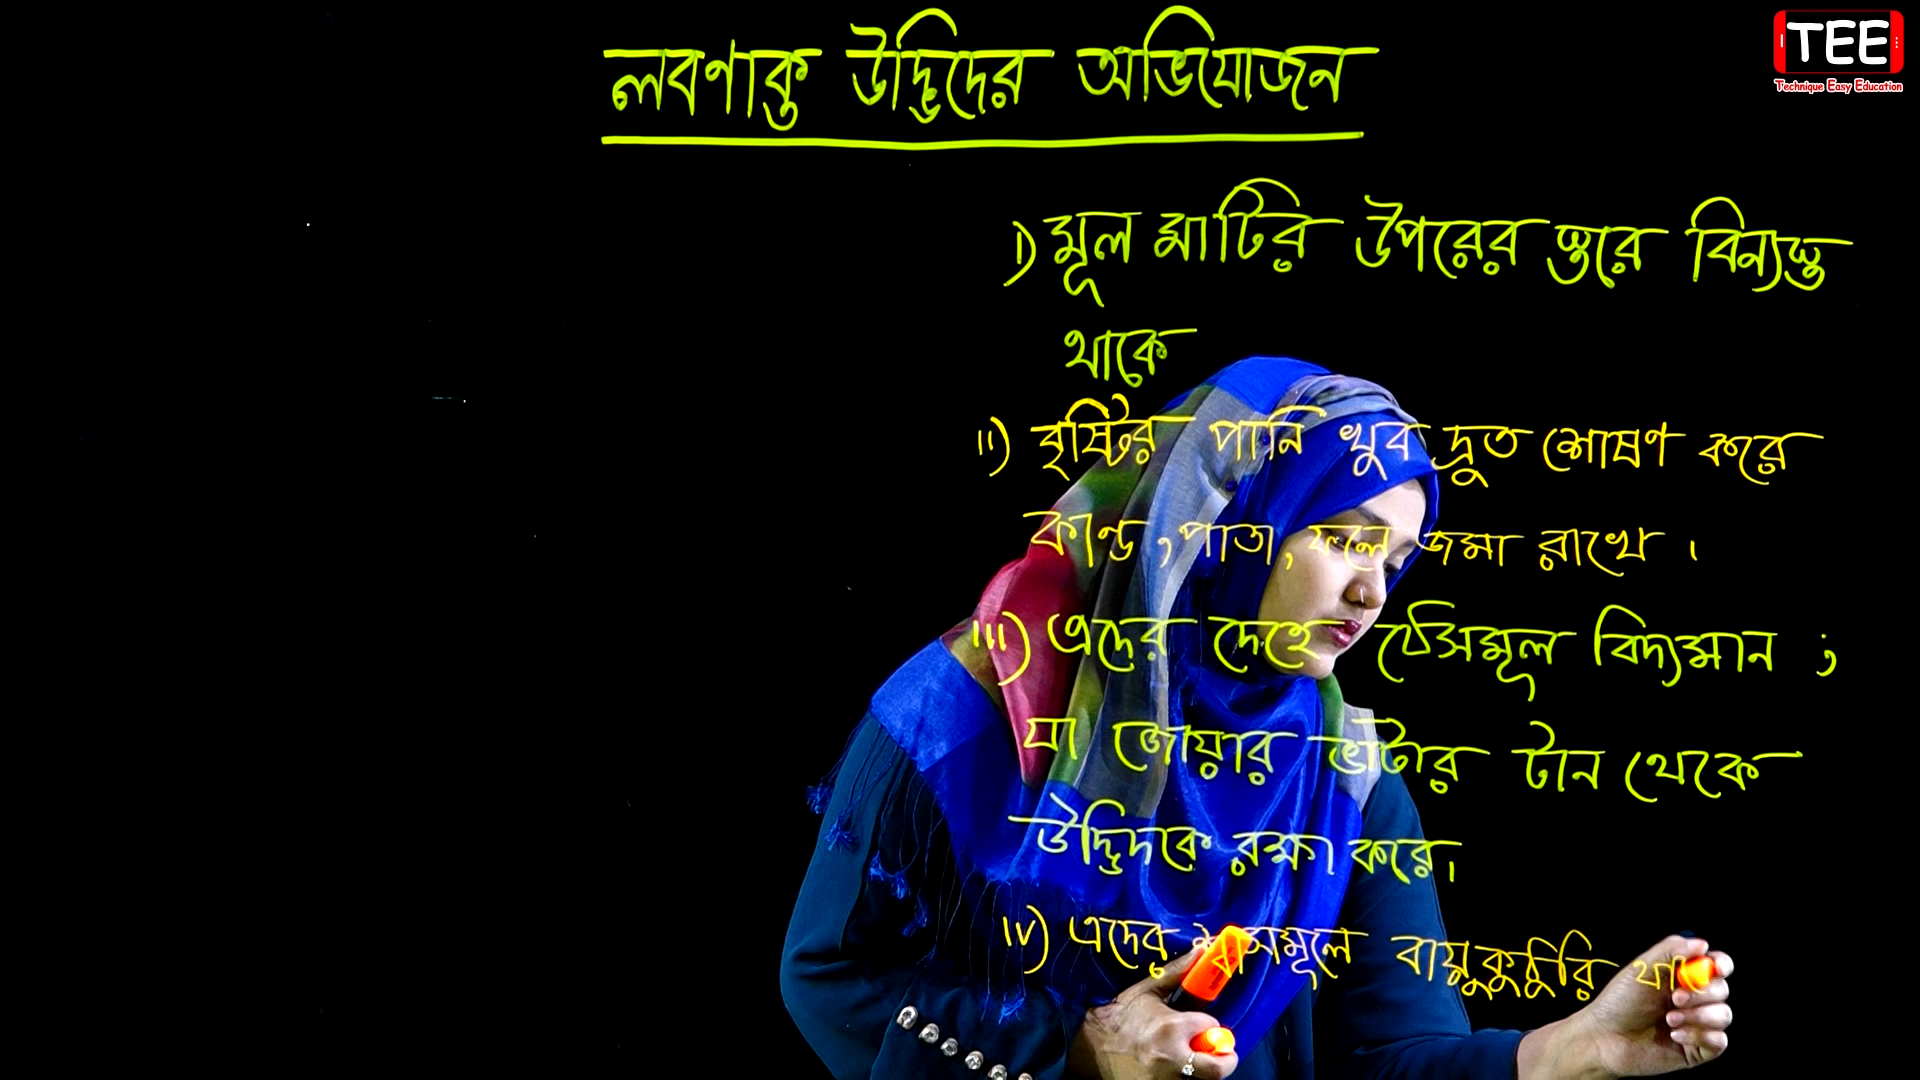 TEE
Technique Easy Education
লবণাক্ত উদ্ভিদের অভিযোজন
i) মূল মাটির উপরের স্তরে বিন্যস্ত
থাকে
ii) বৃষ্টির পানি খুব দ্রুত শোষণ করে
কান্ড, পাতা, ফলে জমা রাখে ।
iii) এদের দেহে ঠেসমূল বিদ্যমান ;
যা জোয়ার ভাটার টান থেকে
উদ্ভিদকে রক্ষা করে।
iv) এদের শ্বাসমূলে বায়ুকুঠুরি